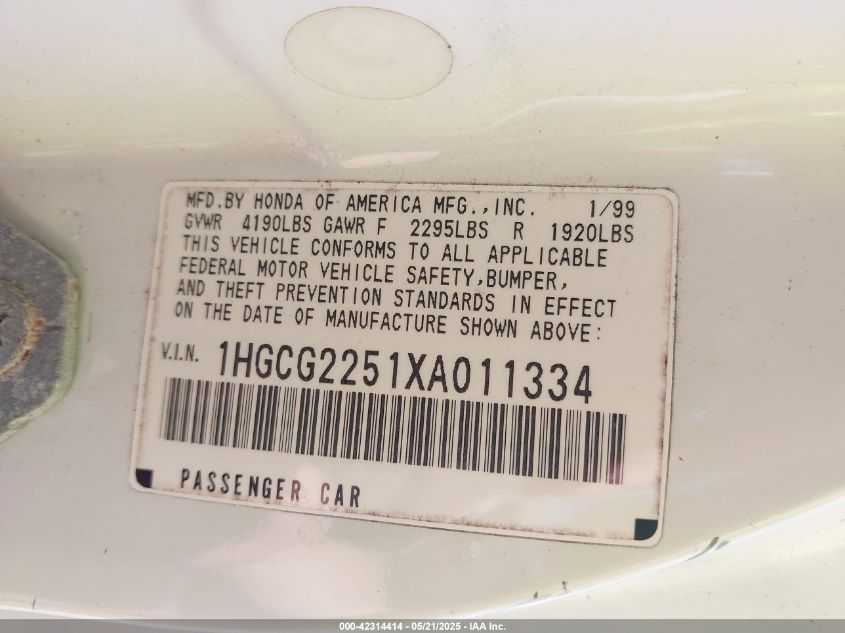 MFD.BY HONDA OF AMERICA MFG.,INC. 1/99
GVWR 4190LBS GAWR F 2295LBS R 1920LBS
THIS VEHICLE CONFORMS TO ALL APPLICABLE
FEDERAL MOTOR VEHICLE SAFETY,BUMPER,
AND THEFT PREVENTION STANDARDS IN EFFECT
ON THE DATE OF MANUFACTURE SHOWN ABOVE:
V.I.N. 1HGCG2251XA011334
PASSENGER CAR
000-42314414 - 05/21/2025 - IAA Inc.